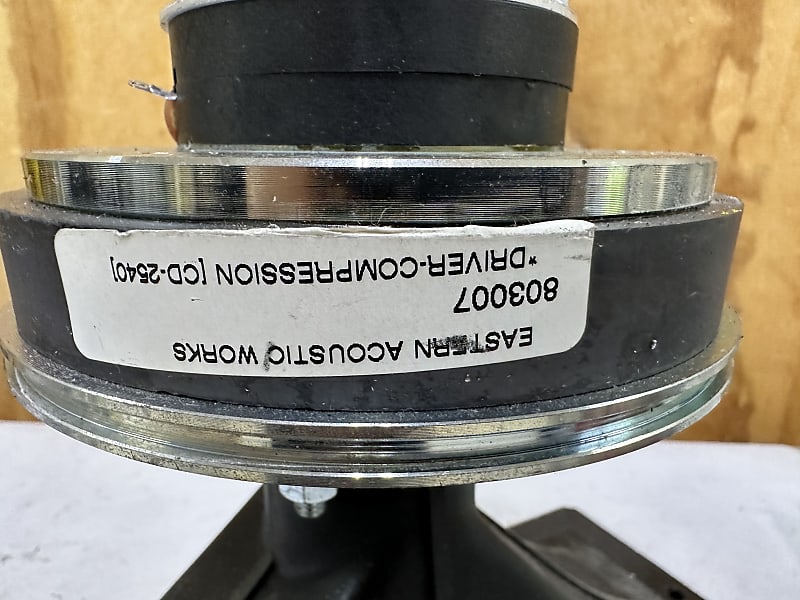 EASTERN ACOUSTIC WORKS
803007
*DRIVER-COMPRESSION [CD-2540]